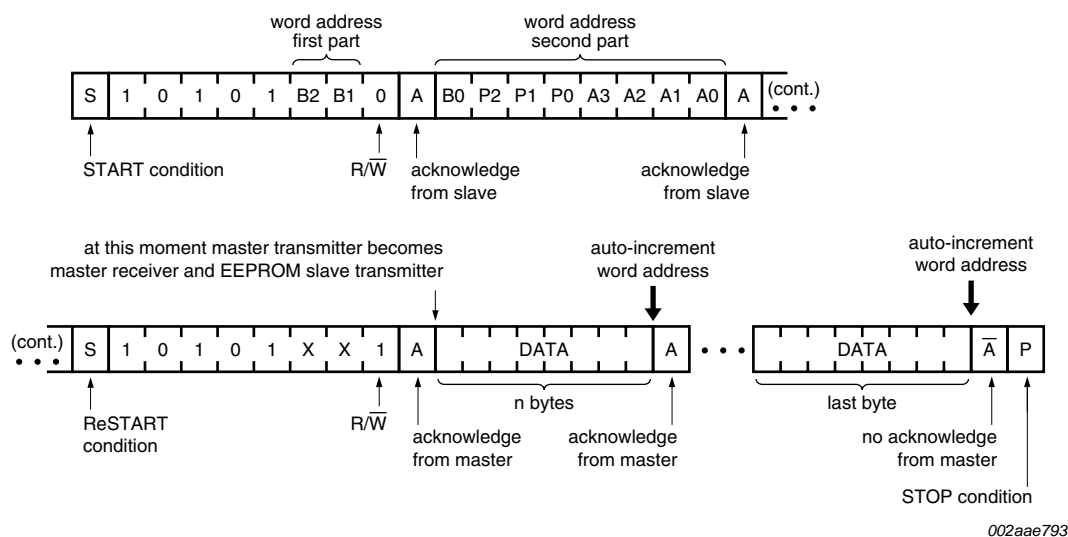 word address
first part
word address
second part
S 1 0 1 0 1 B2 B1 0 A B0 P2 P1 P0 A3 A2 A1 A0 A (cont.)
• • •
START condition
R/W̅
acknowledge
from slave
acknowledge
from slave
at this moment master transmitter becomes
master receiver and EEPROM slave transmitter
auto-increment
word address
auto-increment
word address
(cont.)
• • •
S 1 0 1 0 1 X X 1 A DATA A • • • DATA A̅ P
n bytes
last byte
ReSTART
condition
R/W̅
acknowledge
from master
acknowledge
from master
no acknowledge
from master
STOP condition
002aae793